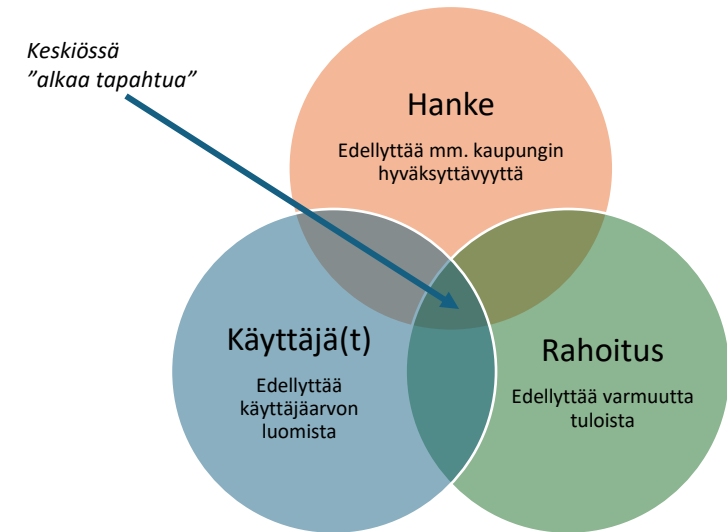 Keskiössä
”alkaa tapahtua”
Hanke
Edellyttää mm. kaupungin
hyväksyttävyyttä
Käyttäjä(t)
Edellyttää
käyttäjäarvon
luomista
Rahoitus
Edellyttää varmuutta
tuloista